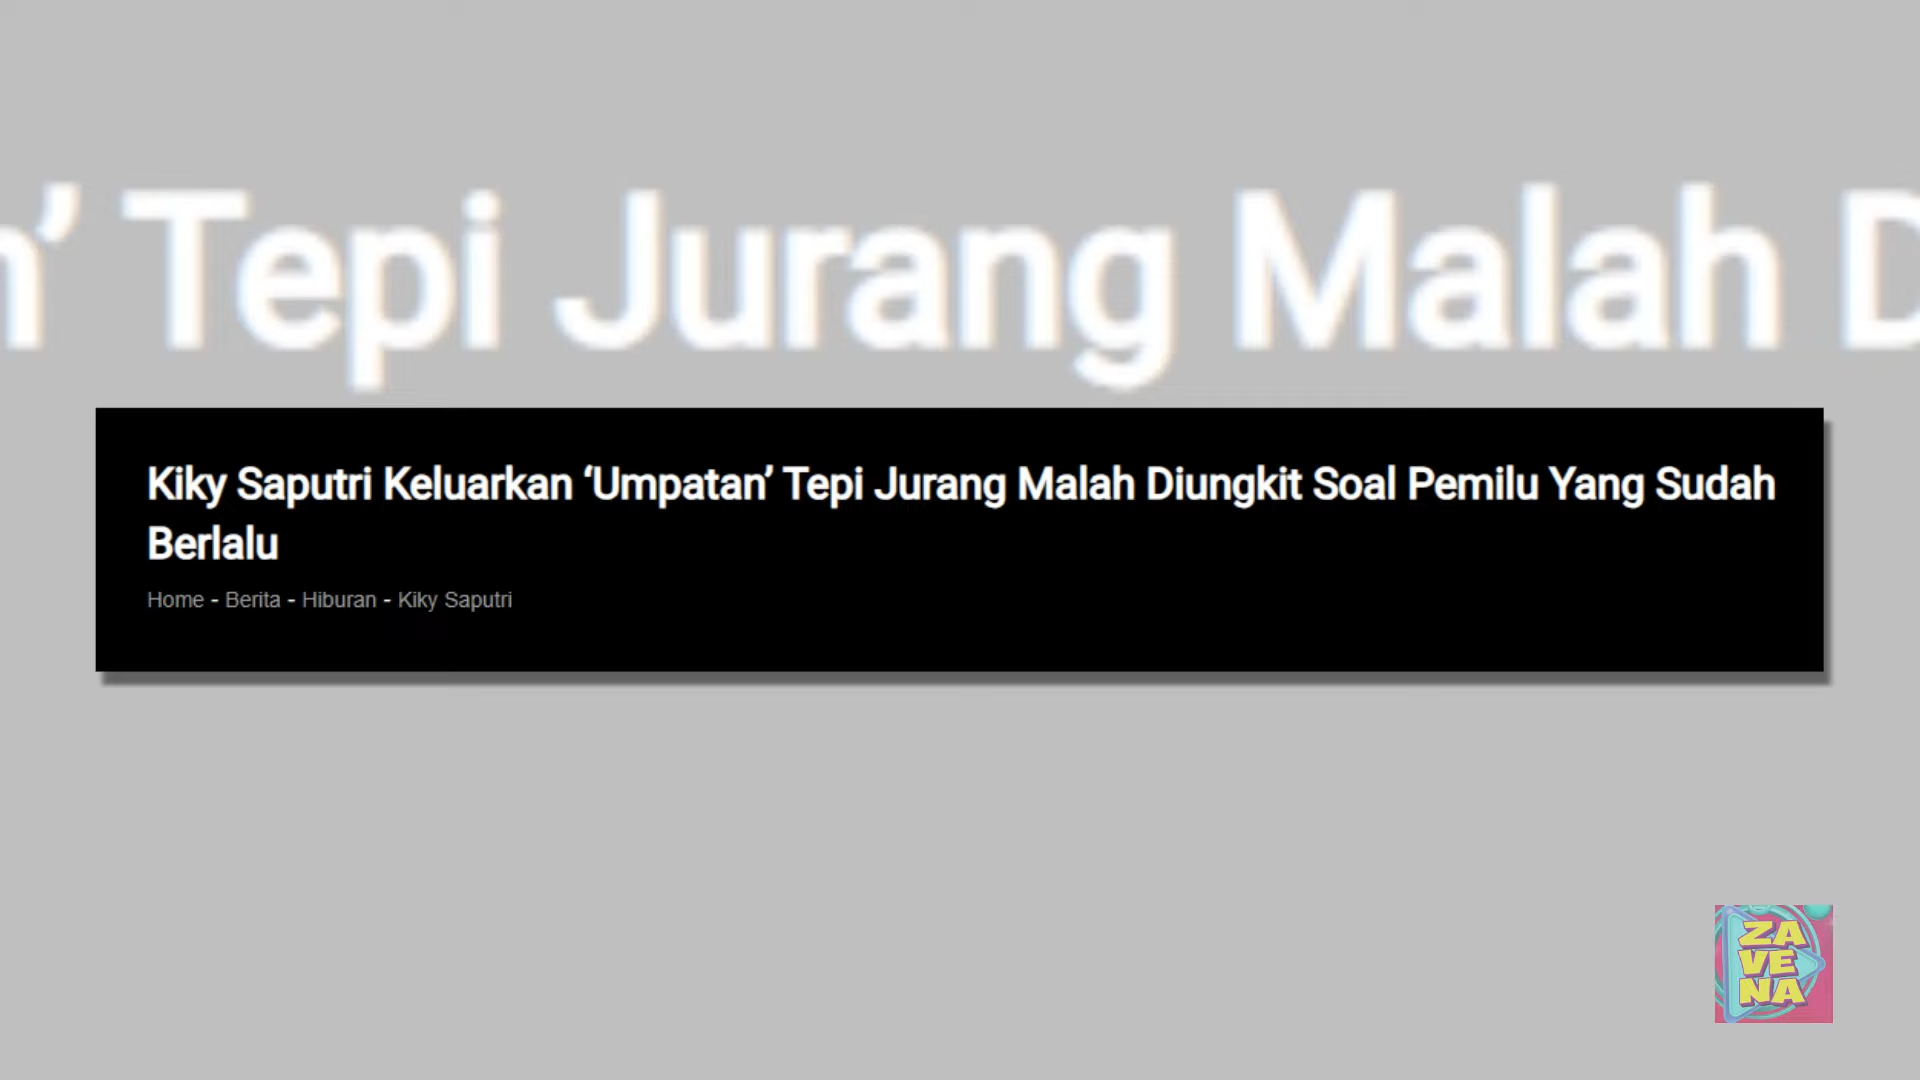 n’ Tepi Jurang Malah D
Kiky Saputri Keluarkan ‘Umpatan’ Tepi Jurang Malah Diungkit Soal Pemilu Yang Sudah
Berlalu
Home - Berita - Hiburan - Kiky Saputri
ZA
VE
NA